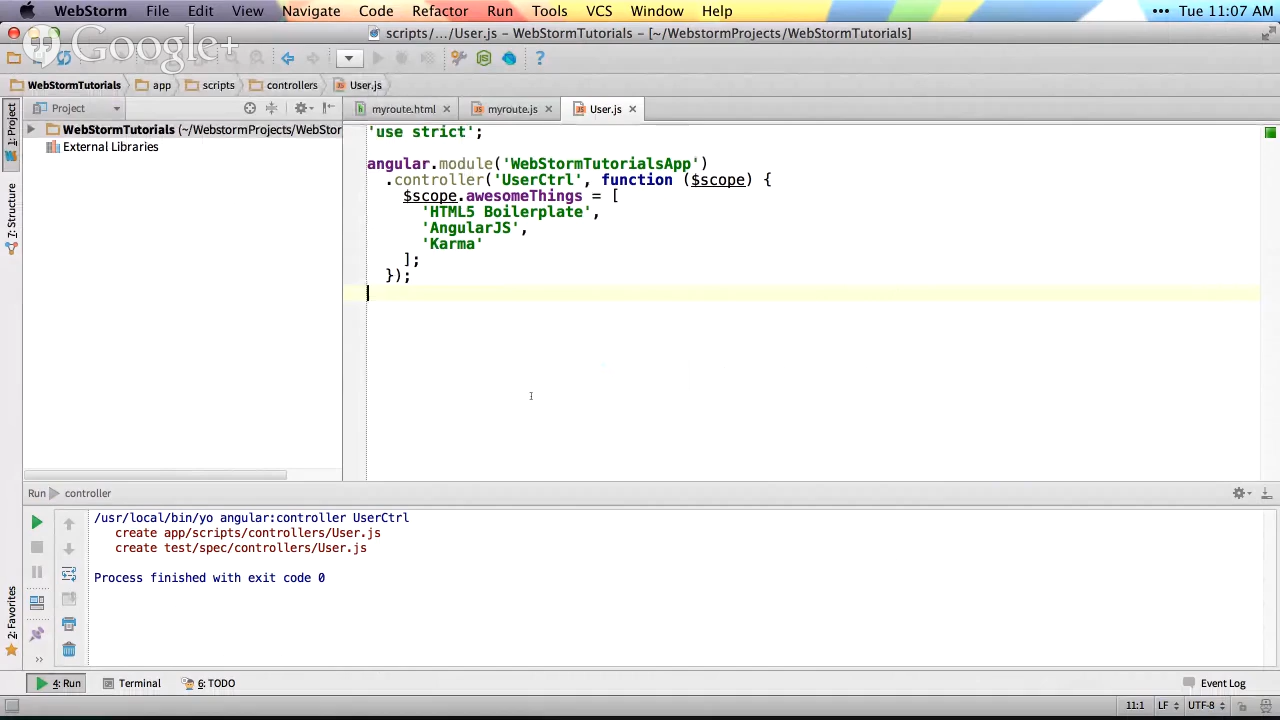 WebStorm File Edit View Navigate Code Refactor Run Tools VCS Window Help Tue 11:07 AM
scripts/.../User.js – WebStormTutorials – [~/WebstormProjects/WebStormTutorials]
Google+
WebStormTutorials app scripts controllers User.js
Project
myroute.html myroute.js User.js
1: Project
WebStormTutorials (~/WebstormProjects/WebStor
External Libraries
7: Structure
'use strict';
angular.module('WebStormTutorialsApp')
.controller('UserCtrl', function ($scope) {
$scope.awesomeThings = [
'HTML5 Boilerplate',
'AngularJS',
'Karma'
];
});
Run controller
/usr/local/bin/yo angular:controller UserCtrl
create app/scripts/controllers/User.js
create test/spec/controllers/User.js
Process finished with exit code 0
2: Favorites
4: Run Terminal 6: TODO Event Log
11:1 LF UTF-8